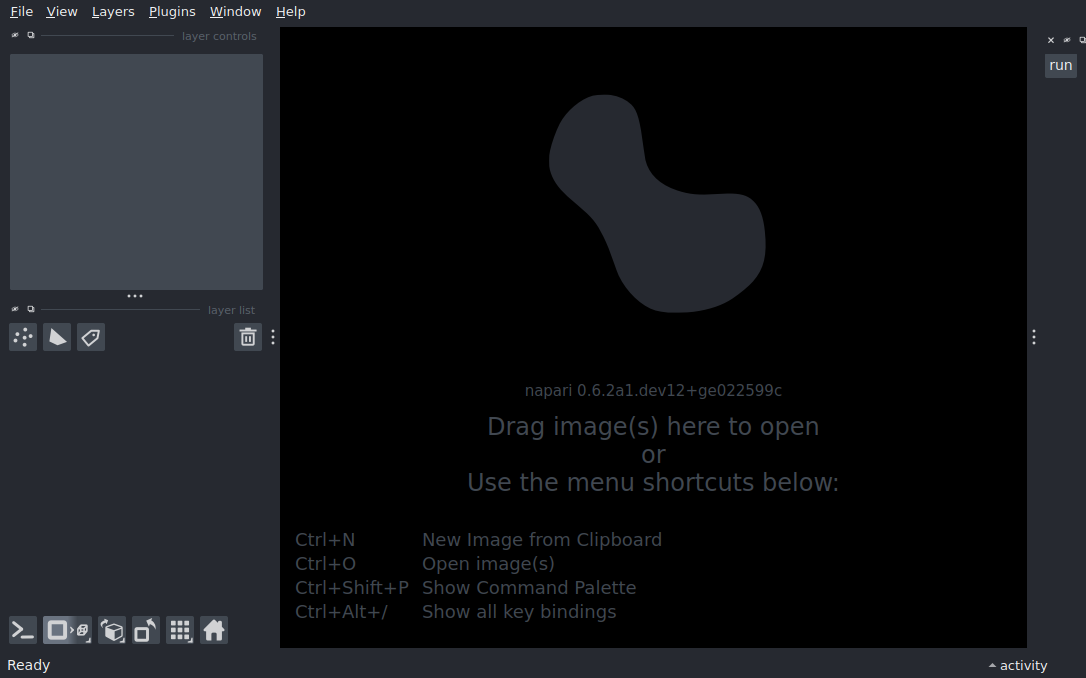 File View Layers Plugins Window Help
layer controls
run
layer list
napari 0.6.2a1.dev12+ge022599c
Drag image(s) here to open
or
Use the menu shortcuts below:
Ctrl+N New Image from Clipboard
Ctrl+O Open image(s)
Ctrl+Shift+P Show Command Palette
Ctrl+Alt+/ Show all key bindings
Ready activity